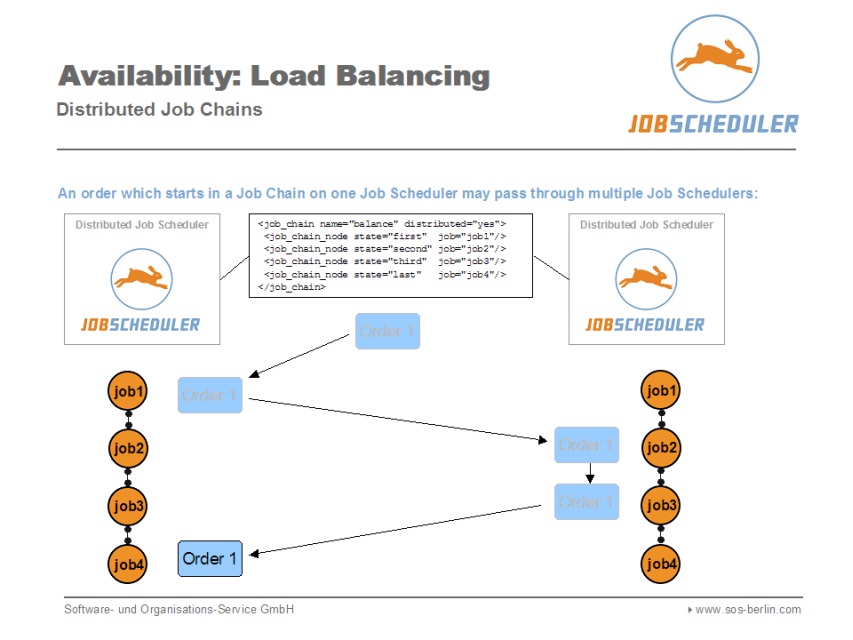 Availability: Load Balancing
Distributed Job Chains
JOBSCHEDULER
An order which starts in a Job Chain on one Job Scheduler may pass through multiple Job Schedulers:
Distributed Job Scheduler
JOBSCHEDULER
<job_chain name="balance" distributed="yes">
<job_chain_node state="first" job="job1"/>
<job_chain_node state="second" job="job2"/>
<job_chain_node state="third" job="job3"/>
<job_chain_node state="last" job="job4"/>
</job_chain>
Distributed Job Scheduler
JOBSCHEDULER
Order 1
job1
Order 1
job1
job2
Order 1
job2
job3
Order 1
job3
job4
Order 1
job4
Software- und Organisations-Service GmbH
www.sos-berlin.com